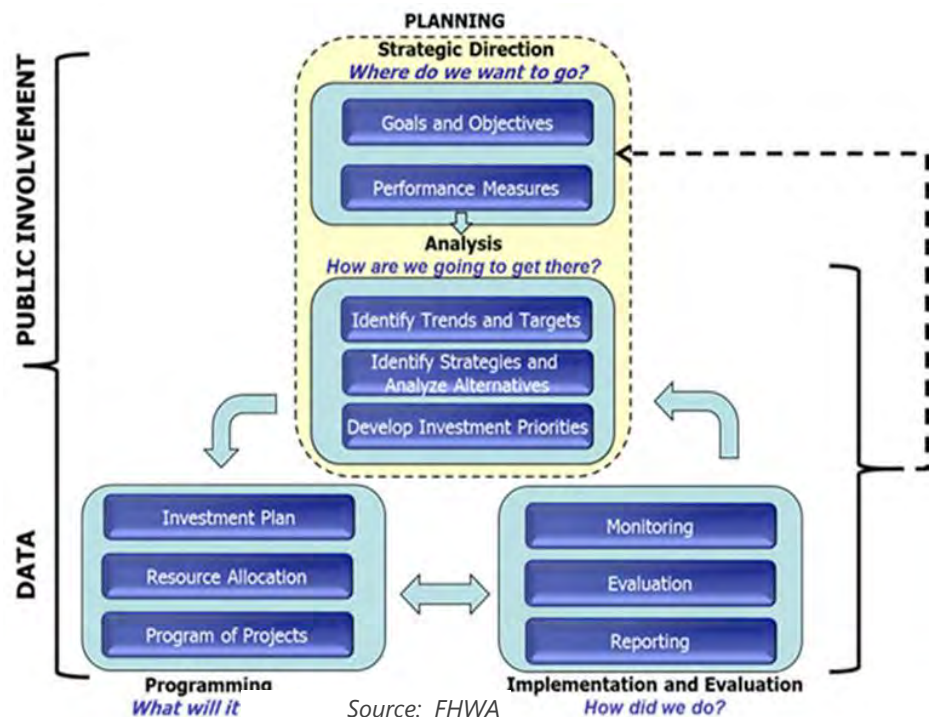 PLANNING
Strategic Direction
Where do we want to go?
Goals and Objectives
Performance Measures
Analysis
How are we going to get there?
Identify Trends and Targets
Identify Strategies and
Analyze Alternatives
Develop Investment Priorities
PUBLIC INVOLVEMENT
DATA
Investment Plan
Resource Allocation
Program of Projects
Programming
What will it
Monitoring
Evaluation
Reporting
Implementation and Evaluation
How did we do?
Source: FHWA